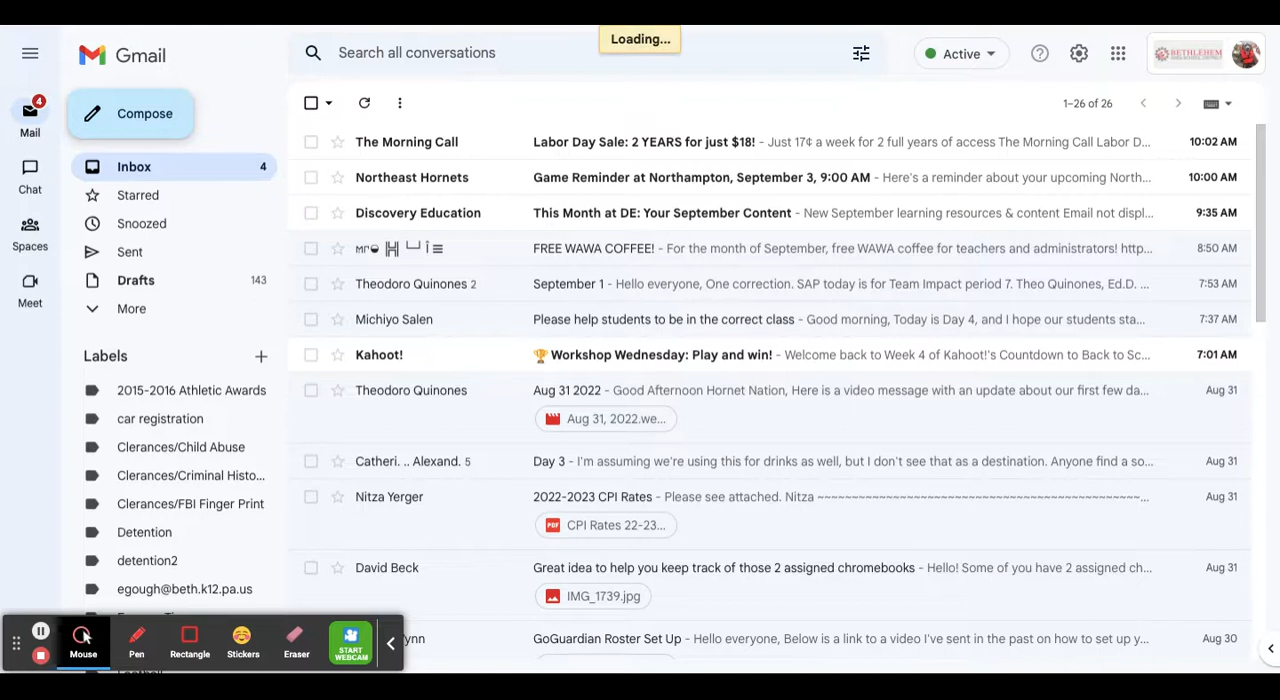 Loading...
Gmail
Search all conversations
Active
BETHLEHEM
4
Mail
Chat
Spaces
Meet
Compose
Inbox 4
Starred
Snoozed
Sent
Drafts 143
More
Labels +
2015-2016 Athletic Awards
car registration
Clerances/Child Abuse
Clerances/Criminal Histo...
Clerances/FBI Finger Print
Detention
detention2
egough@beth.k12.pa.us
1-26 of 26
The Morning Call Labor Day Sale: 2 YEARS for just $18! - Just 17¢ a week for 2 full years of access The Morning Call Labor D... 10:02 AM
Northeast Hornets Game Reminder at Northampton, September 3, 9:00 AM - Here's a reminder about your upcoming North... 10:00 AM
Discovery Education This Month at DE: Your September Content - New September learning resources & content Email not displ... 9:35 AM
FREE WAWA COFFEE! - For the month of September, free WAWA coffee for teachers and administrators! http... 8:50 AM
Theodoro Quinones 2 September 1 - Hello everyone, One correction. SAP today is for Team Impact period 7. Theo Quinones, Ed.D. ... 7:53 AM
Michiyo Salen Please help students to be in the correct class - Good morning, Today is Day 4, and I hope our students sta... 7:37 AM
Kahoot! 🏆 Workshop Wednesday: Play and win! - Welcome back to Week 4 of Kahoot!'s Countdown to Back to Sc... 7:01 AM
Theodoro Quinones Aug 31 2022 - Good Afternoon Hornet Nation, Here is a video message with an update about our first few da... Aug 31
Aug 31, 2022.we...
Catheri. .. Alexand. 5 Day 3 - I'm assuming we're using this for drinks as well, but I don't see that as a destination. Anyone find a so... Aug 31
Nitza Yerger 2022-2023 CPI Rates - Please see attached. Nitza ~~~~~~~~~~~~~~~~~~~~~~~~~~~~~~~~~~~~~~~~~~~~... Aug 31
PDF CPI Rates 22-23...
David Beck Great idea to help you keep track of those 2 assigned chromebooks - Hello! Some of you have 2 assigned ch... Aug 31
IMG_1739.jpg
GoGuardian Roster Set Up - Hello everyone, Below is a link to a video I've sent in the past on how to set up y... Aug 30
Mouse
Pen
Rectangle
Stickers
Eraser
START
WEBCAM